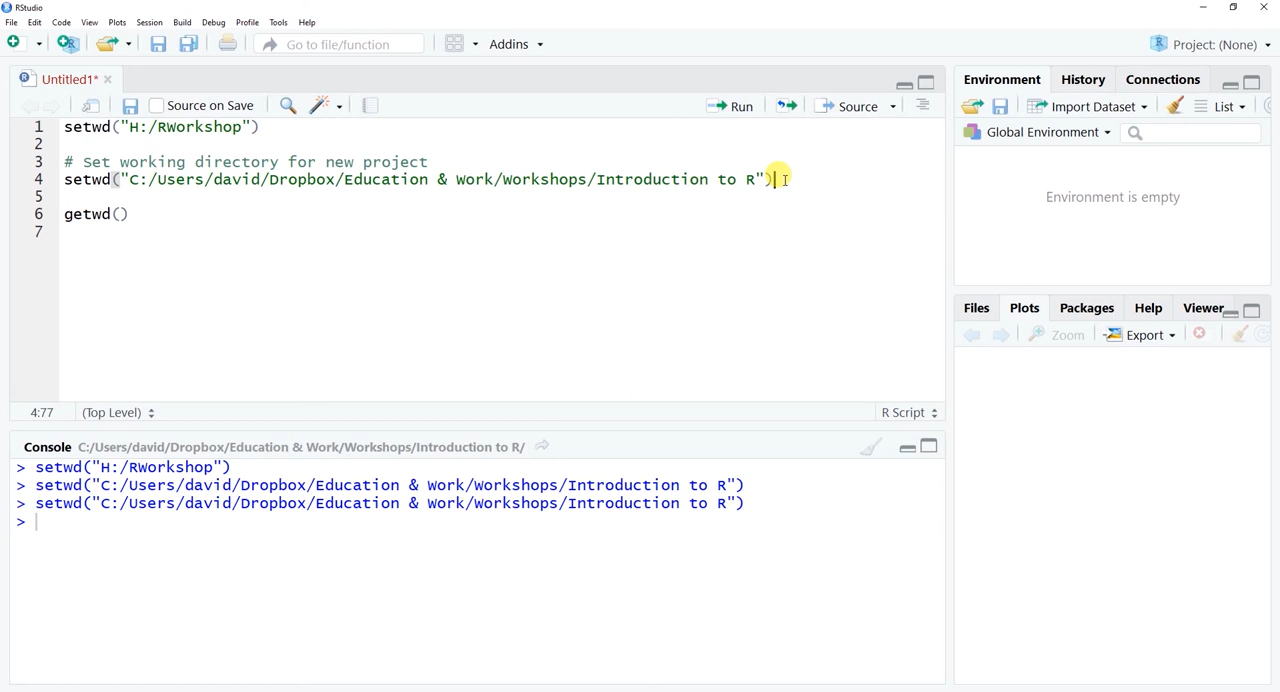 RStudio
File Edit Code View Plots Session Build Debug Profile Tools Help
Go to file/function Addins Project: (None)
Untitled1*
Source on Save Run Source
1 setwd("H:/RWorkshop")
2
3 # Set working directory for new project
4 setwd("C:/Users/david/Dropbox/Education & Work/Workshops/Introduction to R")
5
6 getwd()
7
4:77 (Top Level) R Script
Console C:/Users/david/Dropbox/Education & Work/Workshops/Introduction to R/
> setwd("H:/RWorkshop")
> setwd("C:/Users/david/Dropbox/Education & Work/Workshops/Introduction to R")
> setwd("C:/Users/david/Dropbox/Education & Work/Workshops/Introduction to R")
>
Environment History Connections
Import Dataset List
Global Environment
Environment is empty
Files Plots Packages Help Viewer
Zoom Export